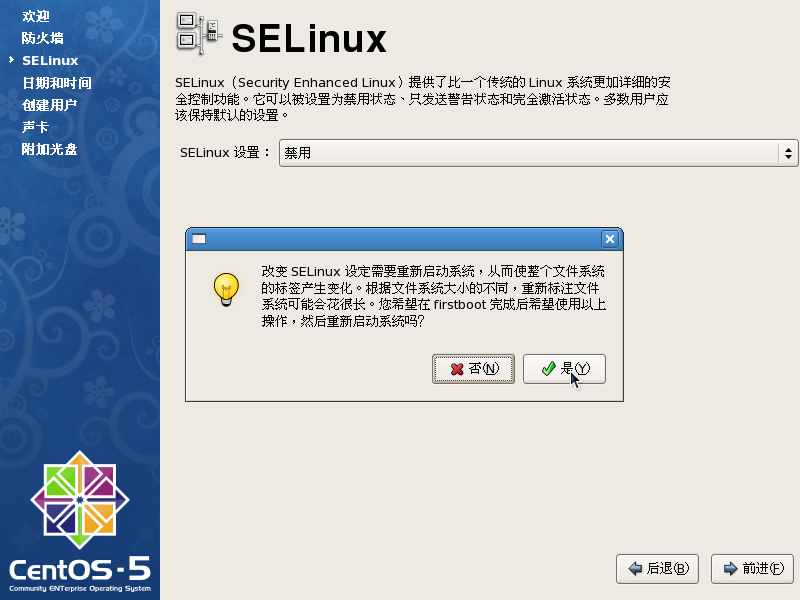 欢迎
防火墙
SELinux
日期和时间
创建用户
声卡
附加光盘
CentOS-5
Community ENTerprise Operating System
SELinux
SELinux（Security Enhanced Linux）提供了比一个传统的 Linux 系统更加详细的安
全控制功能。它可以被设置为禁用状态、只发送警告状态和完全激活状态。多数用户应
该保持默认的设置。
SELinux 设置：
禁用
改变 SELinux 设定需要重新启动系统，从而使整个文件系统
的标签产生变化。根据文件系统大小的不同，重新标注文件
系统可能会花很长。您希望在 firstboot 完成后希望使用以上
操作，然后重新启动系统吗?
否(N)
是(Y)
后退(B)
前进(F)